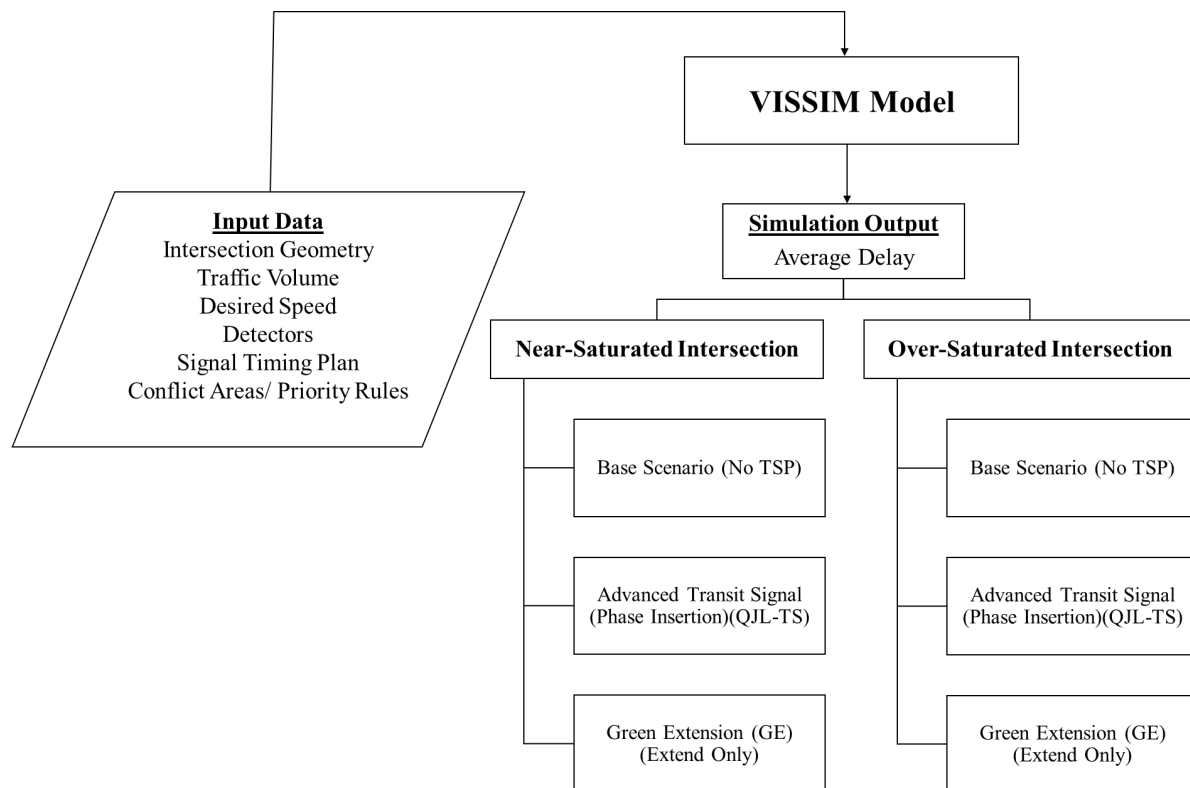 VISSIM Model
Input Data
Intersection Geometry
Traffic Volume
Desired Speed
Detectors
Signal Timing Plan
Conflict Areas/ Priority Rules
Simulation Output
Average Delay
Near-Saturated Intersection
Over-Saturated Intersection
Base Scenario (No TSP)
Base Scenario (No TSP)
Advanced Transit Signal
(Phase Insertion)(QJL-TS)
Advanced Transit Signal
(Phase Insertion)(QJL-TS)
Green Extension (GE)
(Extend Only)
Green Extension (GE)
(Extend Only)